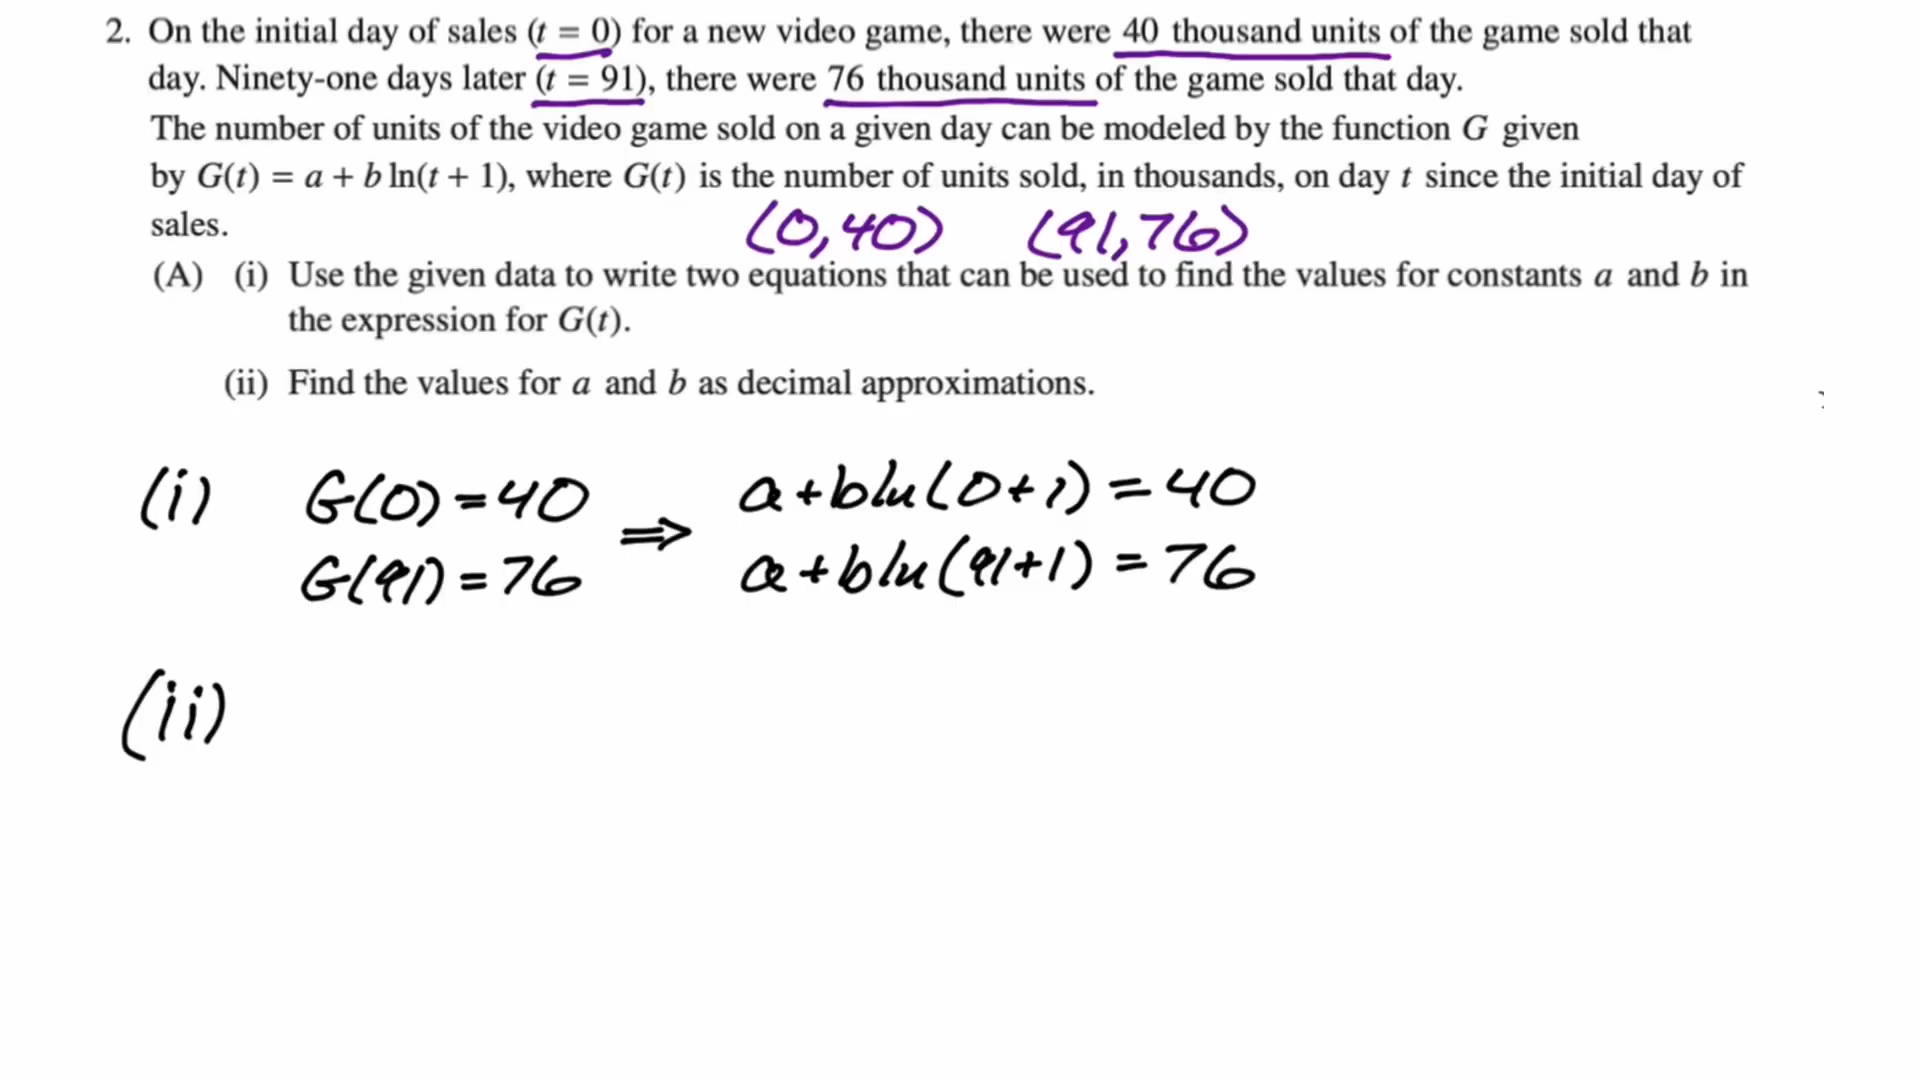 2. On the initial day of sales (t = 0) for a new video game, there were 40 thousand units of the game sold that
day. Ninety-one days later (t = 91), there were 76 thousand units of the game sold that day.
The number of units of the video game sold on a given day can be modeled by the function G given
by G(t) = a + b ln(t + 1), where G(t) is the number of units sold, in thousands, on day t since the initial day of
sales.
(0,40) (91,76)
(A) (i) Use the given data to write two equations that can be used to find the values for constants a and b in
the expression for G(t).
(ii) Find the values for a and b as decimal approximations.
(i) G(0)=40 ⇒ a+bln(0+1)=40
G(91)=76 a+bln(91+1)=76
(ii)